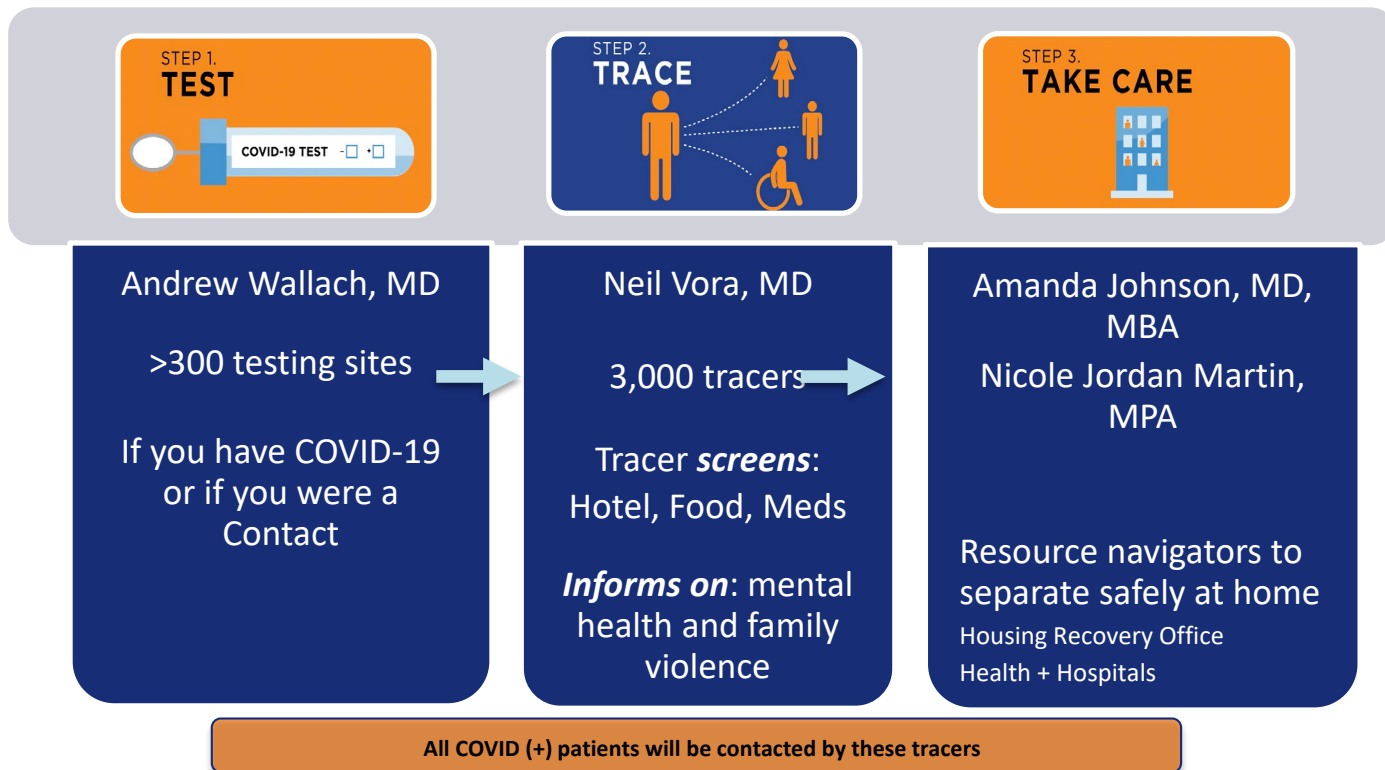 STEP 1.
TEST
COVID-19 TEST -☐ +☐
STEP 2.
TRACE
STEP 3.
TAKE CARE
Andrew Wallach, MD
>300 testing sites
If you have COVID-19
or if you were a
Contact
Neil Vora, MD
3,000 tracers
Tracer screens:
Hotel, Food, Meds
Informs on: mental
health and family
violence
Amanda Johnson, MD,
MBA
Nicole Jordan Martin,
MPA
Resource navigators to
separate safely at home
Housing Recovery Office
Health + Hospitals
All COVID (+) patients will be contacted by these tracers